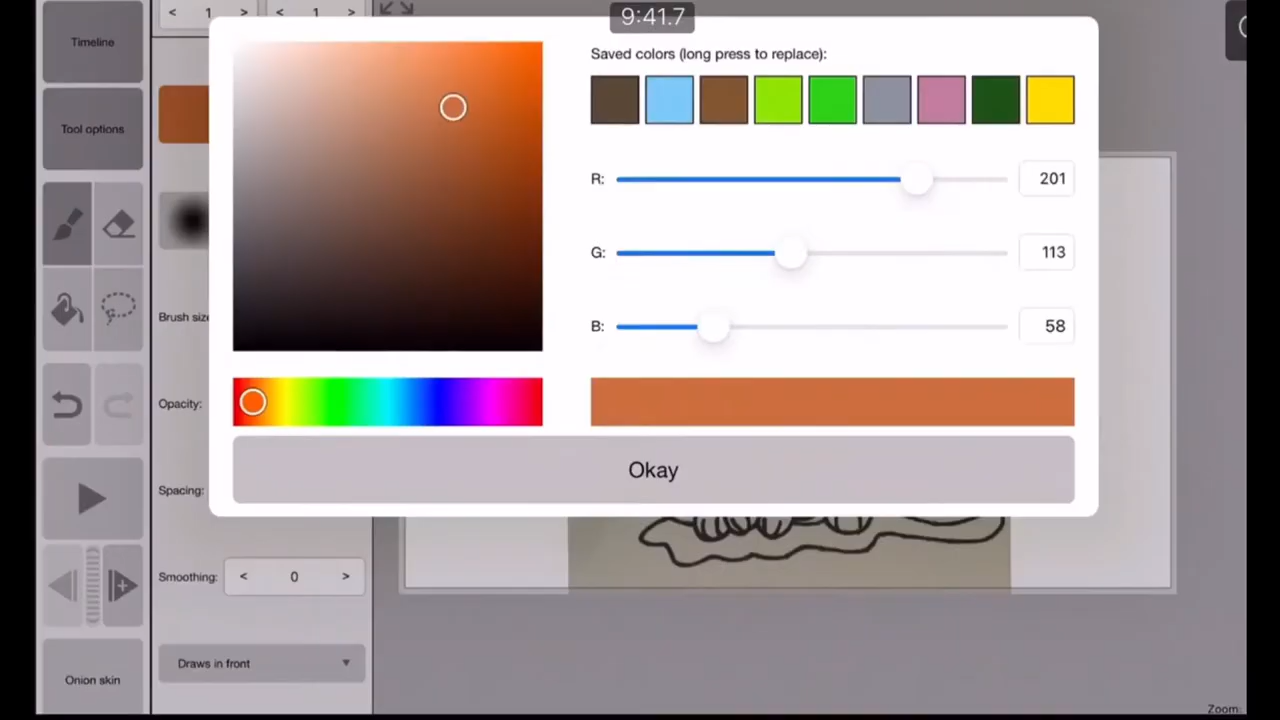 9:41.7
Timeline
< 1 >
< 1 >
Tool options
Saved colors (long press to replace):
R: 201
G: 113
B: 58
Brush size
Opacity:
Okay
Spacing:
Smoothing: < 0 >
Draws in front
Onion skin
Zoom: